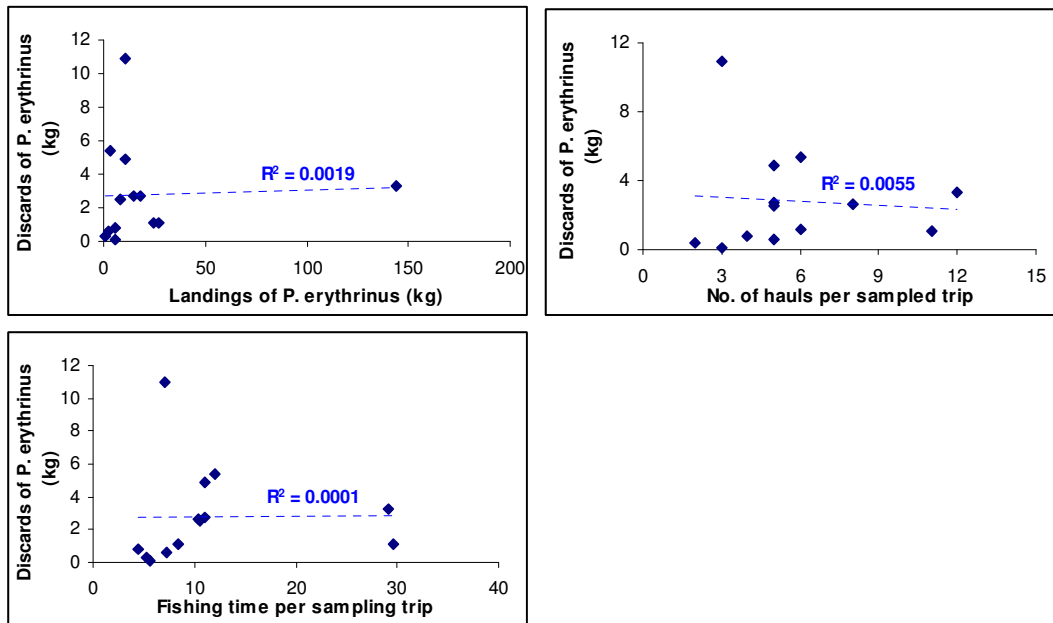 Discards of P. erythrinus
(kg)
12
10
8
6
4
2
0
R² = 0.0019
0 50 100 150 200
Landings of P. erythrinus (kg)
Discards of P. erythrinus
(kg)
12
8
4
0
R² = 0.0055
0 3 6 9 12 15
No. of hauls per sampled trip
Discards of P. erythrinus
(kg)
12
10
8
6
4
2
0
R² = 0.0001
0 10 20 30 40
Fishing time per sampling trip